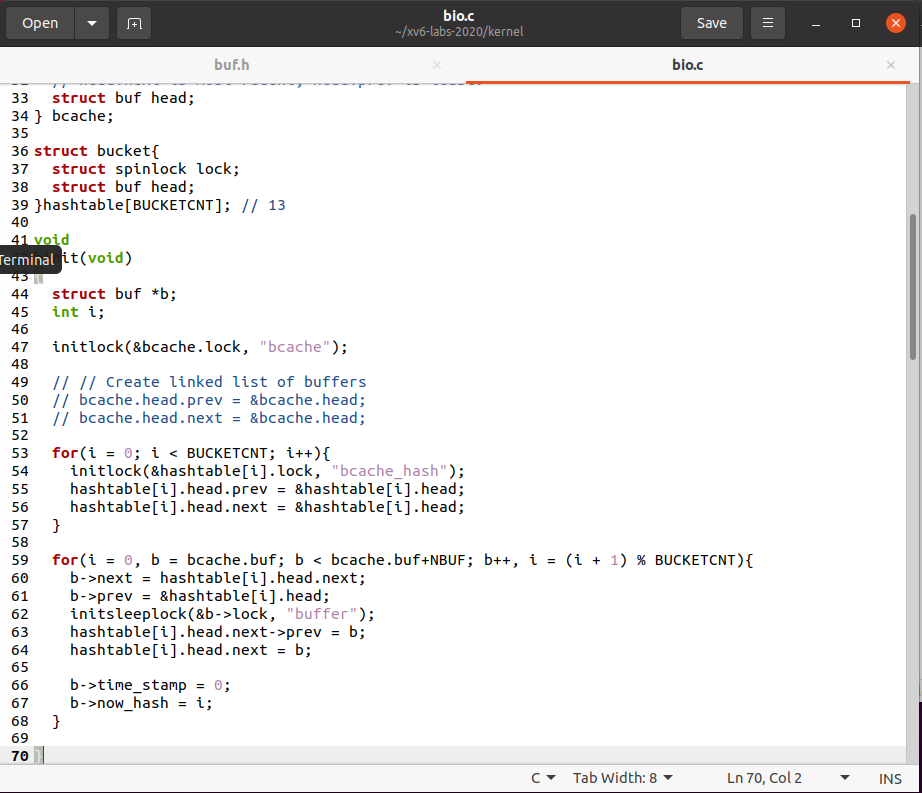 Open
bio.c
~/xv6-labs-2020/kernel
Save
buf.h
bio.c
33   struct buf head;
34 } bcache;
35
36 struct bucket{
37   struct spinlock lock;
38   struct buf head;
39 }hashtable[BUCKETCNT]; // 13
40
41 void
Terminal it(void)
43 {
44   struct buf *b;
45   int i;
46
47   initlock(&bcache.lock, "bcache");
48
49   // // Create linked list of buffers
50   // bcache.head.prev = &bcache.head;
51   // bcache.head.next = &bcache.head;
52
53   for(i = 0; i < BUCKETCNT; i++){
54     initlock(&hashtable[i].lock, "bcache_hash");
55     hashtable[i].head.prev = &hashtable[i].head;
56     hashtable[i].head.next = &hashtable[i].head;
57   }
58
59   for(i = 0, b = bcache.buf; b < bcache.buf+NBUF; b++, i = (i + 1) % BUCKETCNT){
60     b->next = hashtable[i].head.next;
61     b->prev = &hashtable[i].head;
62     initsleeplock(&b->lock, "buffer");
63     hashtable[i].head.next->prev = b;
64     hashtable[i].head.next = b;
65
66     b->time_stamp = 0;
67     b->now_hash = i;
68   }
69
70 }
C
Tab Width: 8
Ln 70, Col 2
INS